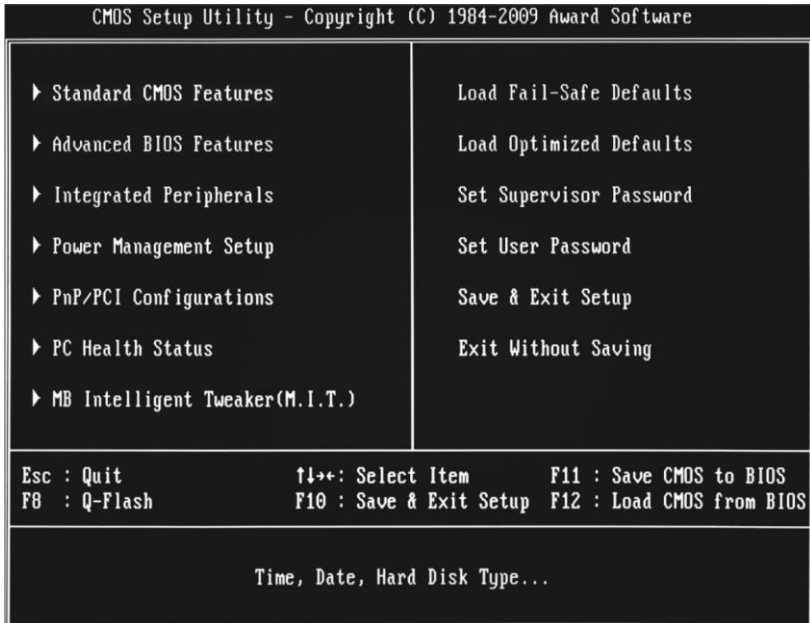 CMOS Setup Utility - Copyright (C) 1984-2009 Award Software
▶ Standard CMOS Features
▶ Advanced BIOS Features
▶ Integrated Peripherals
▶ Power Management Setup
▶ PnP/PCI Configurations
▶ PC Health Status
▶ MB Intelligent Tweaker(M.I.T.)
Load Fail-Safe Defaults
Load Optimized Defaults
Set Supervisor Password
Set User Password
Save & Exit Setup
Exit Without Saving
Esc : Quit ↑↓→←: Select Item F11 : Save CMOS to BIOS
F8 : Q-Flash F10 : Save & Exit Setup F12 : Load CMOS from BIOS
Time, Date, Hard Disk Type...